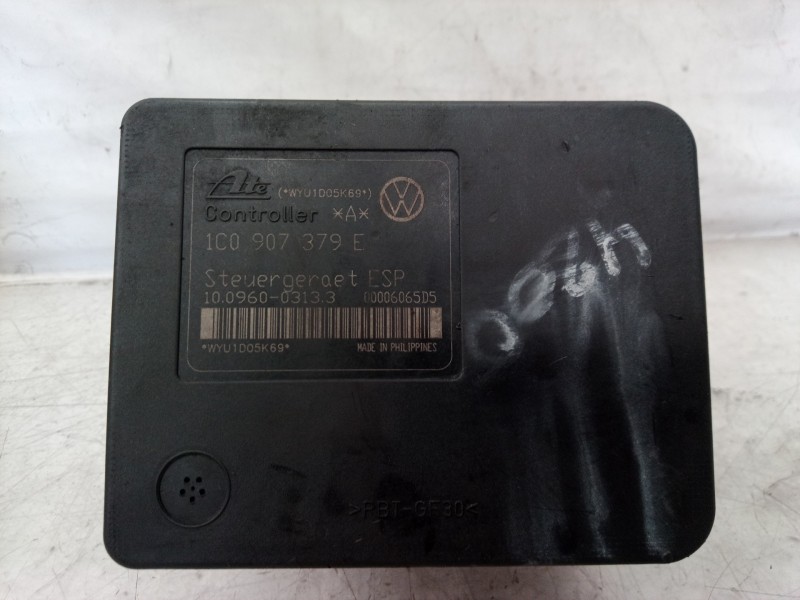 Ate (*WYU1D05K69*)
Controller *A*
1C0 907 379 E
Steuergeraet ESP
10.0960-0313.3 00006065D5
*WYU1D05K69*
MADE IN PHILIPPINES
>PBT-GF30<